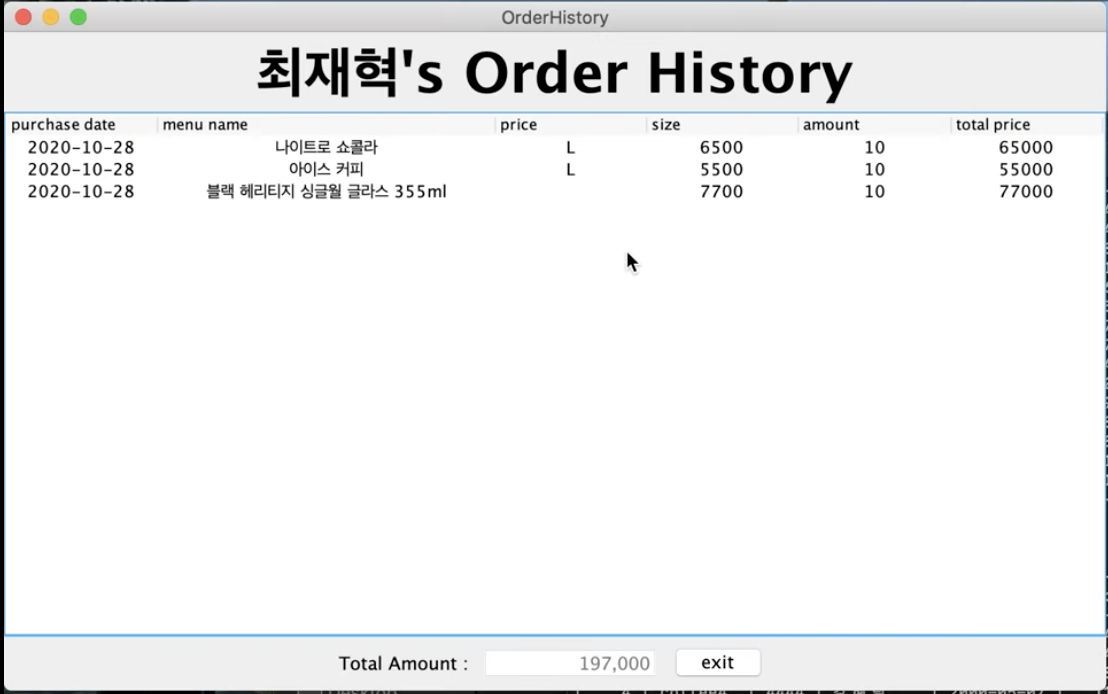 OrderHistory
최재혁's Order History
purchase date menu name price size amount total price
2020-10-28 나이트로 쇼콜라 L 6500 10 65000
2020-10-28 아이스 커피 L 5500 10 55000
2020-10-28 블랙 헤리티지 싱글월 글라스 355ml 7700 10 77000
Total Amount : 197,000 exit